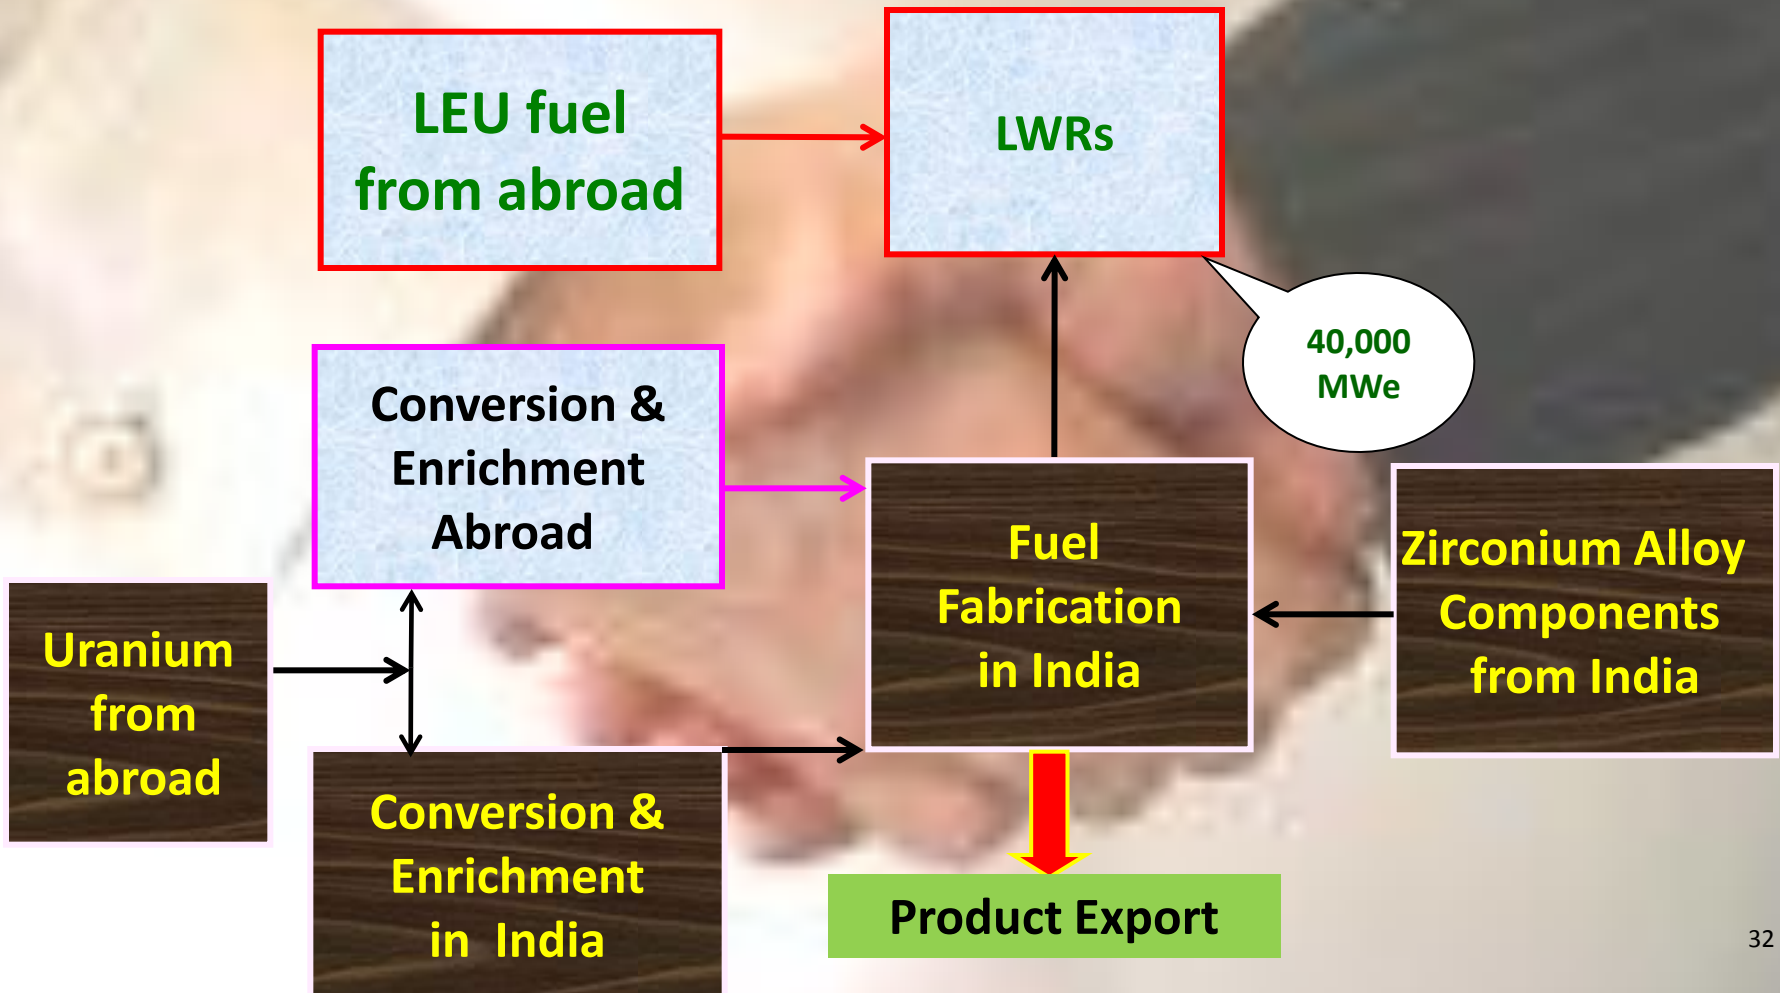 LEU fuel
from abroad
LWRs
40,000
MWe
Conversion &
Enrichment
Abroad
Fuel
Fabrication
in India
Zirconium Alloy
Components
from India
Uranium
from
abroad
Conversion &
Enrichment
in India
Product Export
32